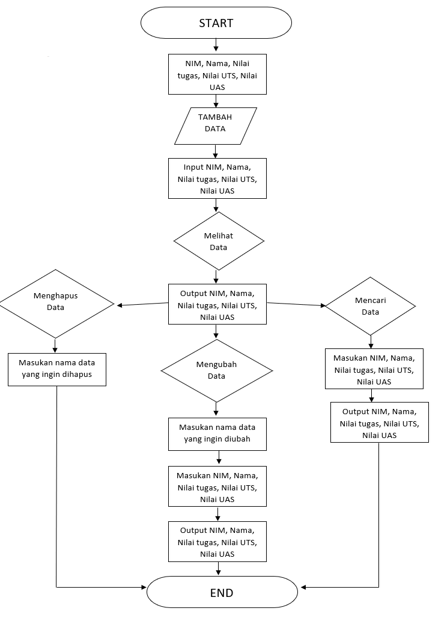 START
NIM, Nama, Nilai
tugas, Nilai UTS, Nilai
UAS
TAMBAH
DATA
Input NIM, Nama,
Nilai tugas, Nilai UTS,
Nilai UAS
Melihat
Data
Output NIM, Nama,
Nilai tugas, Nilai UTS,
Nilai UAS
Menghapus
Data
Masukan nama data
yang ingin dihapus
Mengubah
Data
Masukan nama data
yang ingin diubah
Masukan NIM, Nama,
Nilai tugas, Nilai UTS,
Nilai UAS
Output NIM, Nama,
Nilai tugas, Nilai UTS,
Nilai UAS
Mencari
Data
Masukan NIM, Nama,
Nilai tugas, Nilai UTS,
Nilai UAS
Output NIM, Nama,
Nilai tugas, Nilai UTS,
Nilai UAS
END